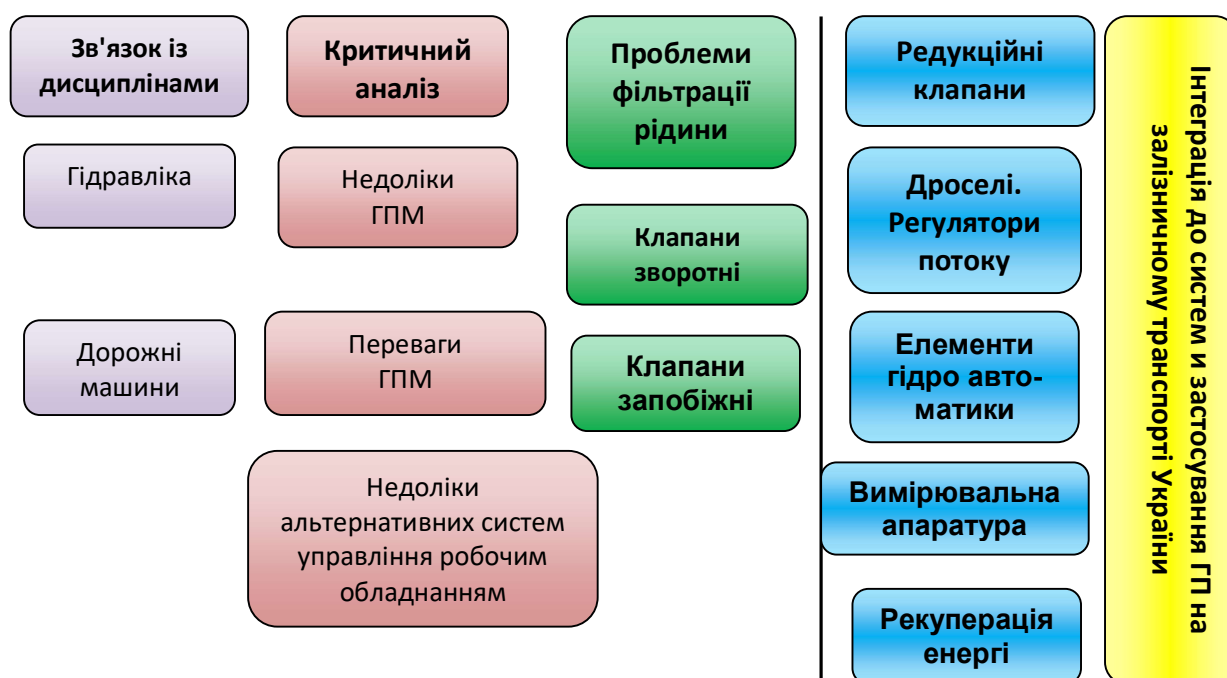 Зв'язок із
дисциплінами
Гідравліка
Дорожні
машини
Критичний
аналіз
Недоліки
ГПМ
Переваги
ГПМ
Недоліки
альтернативних систем
управління робочим
обладнанням
Проблеми
фільтрації
рідини
Клапани
зворотні
Клапани
запобіжні
Редукційні
клапани
Дроселі.
Регулятори
потоку
Елементи
гідро авто-
матики
Вимірювальна
апаратура
Рекуперація
енергі
Інтеграція до систем и застосування ГП на
залізничному транспорті України